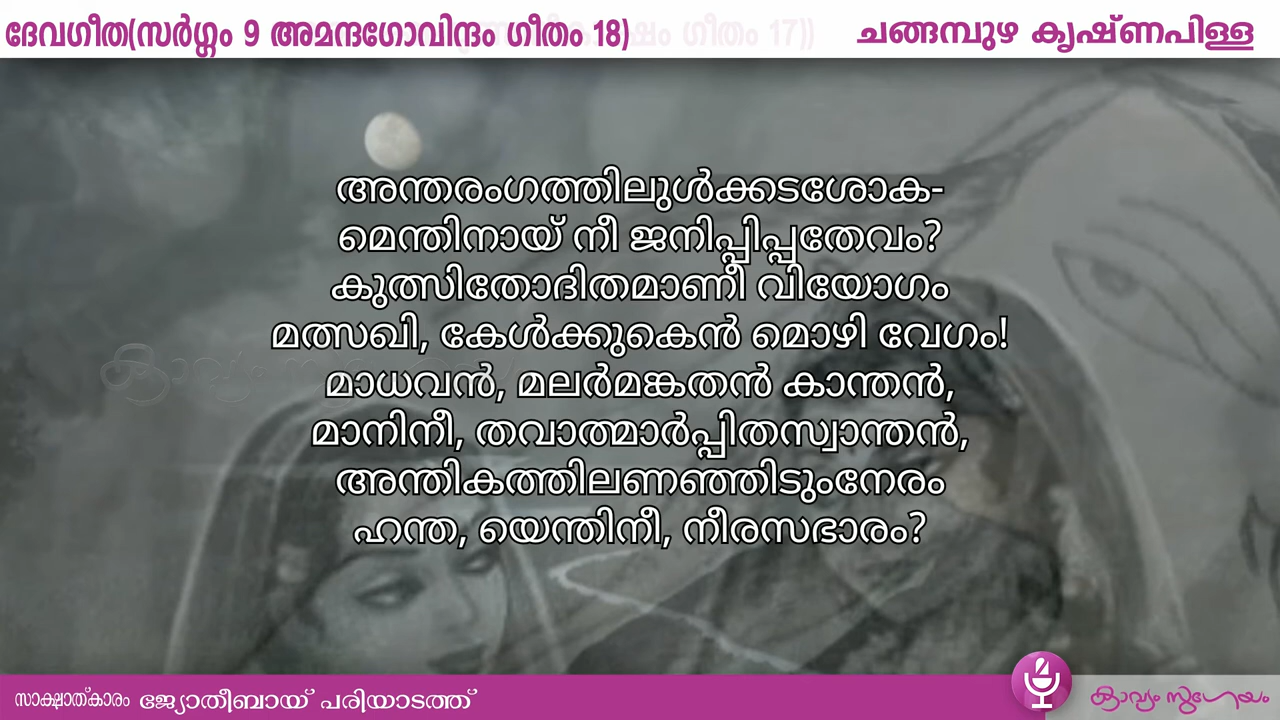 ദേവഗീത(സർഗ്ഗം 9 അമന്ദഗോവിന്ദം ഗീതം 18)
ചങ്ങമ്പുഴ കൃഷ്ണപിള്ള
അന്തരംഗത്തിലുൾക്കടശോക-
മെന്തിനായ് നീ ജനിപ്പിപ്പതേവം?
കുത്സിതോദിതമാണീ വിയോഗം
മത്സഖി, കേൾക്കുകെൻ മൊഴി വേഗം!
മാധവൻ, മലർമങ്കതൻ കാന്തൻ,
മാനിനീ, തവാത്മാർപ്പിതസ്വാന്തൻ,
അന്തികത്തിലണഞ്ഞിടുംനേരം
ഹന്ത, യെന്തിനീ, നീരസഭാരം?
സാക്ഷാത്കാരം ജ്യോതീബായ് പരിയാടത്ത്
കാവ്യം സുഗേയം